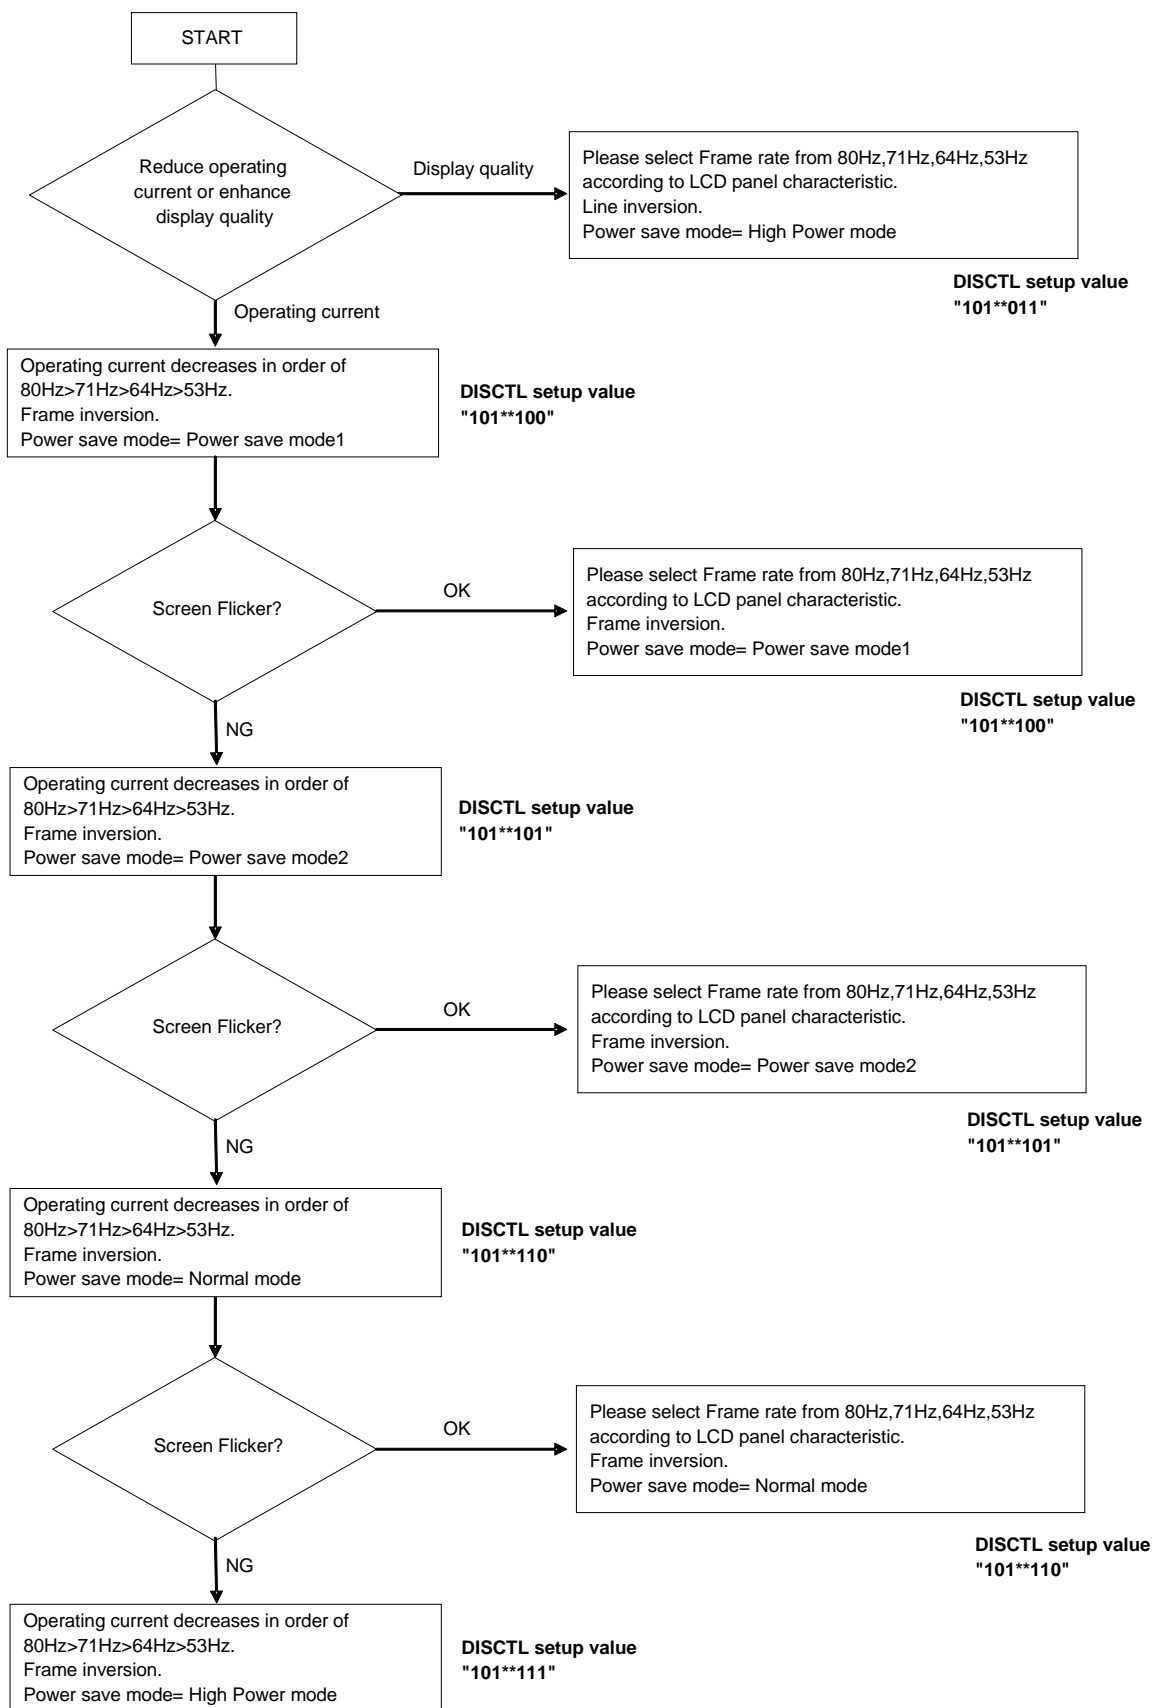 START
Reduce operating
current or enhance
display quality
Display quality
Please select Frame rate from 80Hz,71Hz,64Hz,53Hz
according to LCD panel characteristic.
Line inversion.
Power save mode= High Power mode
DISCTL setup value
"101**011"
Operating current
Operating current decreases in order of
80Hz>71Hz>64Hz>53Hz.
Frame inversion.
Power save mode= Power save mode1
DISCTL setup value
"101**100"
Screen Flicker?
OK
Please select Frame rate from 80Hz,71Hz,64Hz,53Hz
according to LCD panel characteristic.
Frame inversion.
Power save mode= Power save mode1
DISCTL setup value
"101**100"
NG
Operating current decreases in order of
80Hz>71Hz>64Hz>53Hz.
Frame inversion.
Power save mode= Power save mode2
DISCTL setup value
"101**101"
Screen Flicker?
OK
Please select Frame rate from 80Hz,71Hz,64Hz,53Hz
according to LCD panel characteristic.
Frame inversion.
Power save mode= Power save mode2
DISCTL setup value
"101**101"
NG
Operating current decreases in order of
80Hz>71Hz>64Hz>53Hz.
Frame inversion.
Power save mode= Normal mode
DISCTL setup value
"101**110"
Screen Flicker?
OK
Please select Frame rate from 80Hz,71Hz,64Hz,53Hz
according to LCD panel characteristic.
Frame inversion.
Power save mode= Normal mode
DISCTL setup value
"101**110"
NG
Operating current decreases in order of
80Hz>71Hz>64Hz>53Hz.
Frame inversion.
Power save mode= High Power mode
DISCTL setup value
"101**111"